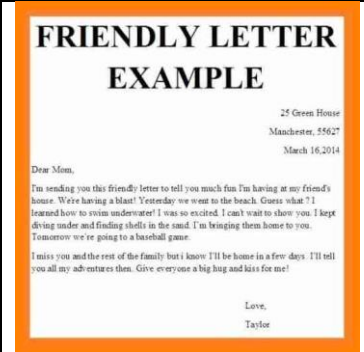 FRIENDLY LETTER
EXAMPLE
25 Green House
Manchester, 55627
March 16,2014
Dear Mom,
I'm sending you this friendly letter to tell you much fun I'm having at my friend's
house. We're having a blast! Yesterday we went to the beach. Guess what ? I
learned how to swim underwater! I was so excited. I can't wait to show you. I kept
diving under and finding shells in the sand. I'm bringing them home to you.
Tomorrow we're going to a baseball game.
I miss you and the rest of the family but i know I'll be home in a few days. I'll tell
you all my adventures then. Give everyone a big hug and kiss for me!
Love,
Taylor